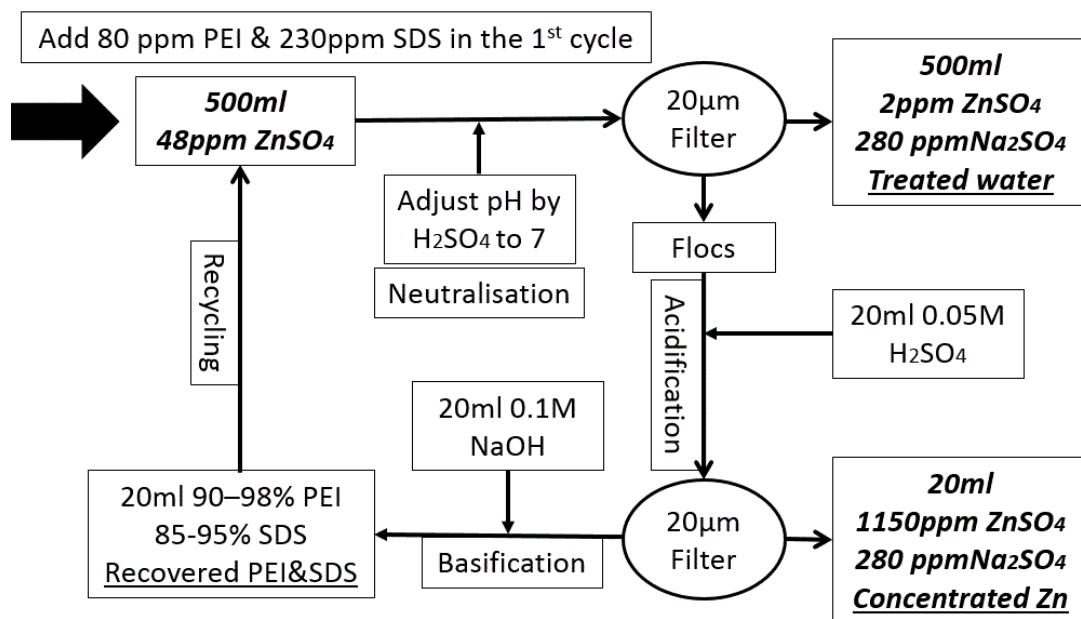 Add 80 ppm PEI & 230ppm SDS in the 1st cycle
500ml
48ppm ZnSO4
20µm
Filter
500ml
2ppm ZnSO4
280 ppmNa2SO4
Treated water
Adjust pH by
H2SO4 to 7
Neutralisation
Flocs
Recycling
Acidification
20ml 0.05M
H2SO4
20ml 0.1M
NaOH
20ml 90–98% PEI
85-95% SDS
Recovered PEI&SDS
Basification
20µm
Filter
20ml
1150ppm ZnSO4
280 ppmNa2SO4
Concentrated Zn